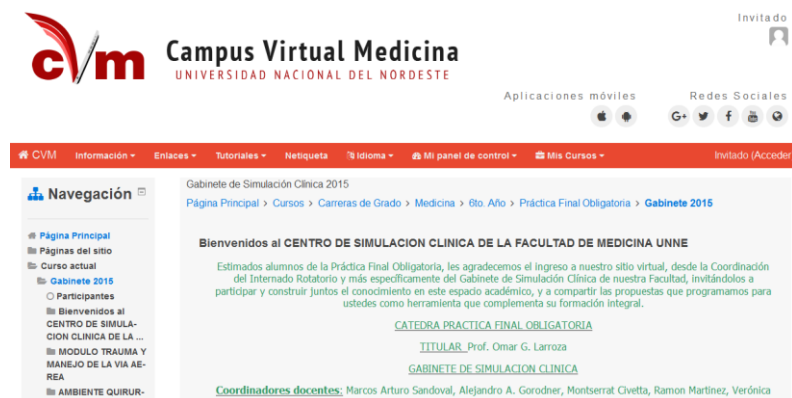 Invitado
cvm
Campus Virtual Medicina
UNIVERSIDAD NACIONAL DEL NORDESTE
Aplicaciones móviles
Redes Sociales
CVM Información Enlaces Tutoriales Netiqueta Idioma Mi panel de control Mis Cursos Invitado (Acceder
Navegación
Página Principal
Páginas del sitio
Curso actual
Gabinete 2015
Participantes
Bienvenidos al
CENTRO DE SIMULA-
CION CLINICA DE LA ...
MODULO TRAUMA Y
MANEJO DE LA VIA AE-
REA
AMBIENTE QUIRUR-
Gabinete de Simulación Clínica 2015
Página Principal > Cursos > Carreras de Grado > Medicina > 6to. Año > Práctica Final Obligatoria > Gabinete 2015
Bienvenidos al CENTRO DE SIMULACION CLINICA DE LA FACULTAD DE MEDICINA UNNE
Estimados alumnos de la Práctica Final Obligatoria, les agradecemos el ingreso a nuestro sitio virtual, desde la Coordinación
del Internado Rotatorio y más específicamente del Gabinete de Simulación Clínica de nuestra Facultad, invitándolos a
participar y construir juntos el conocimiento en este espacio académico, y a compartir las propuestas que programamos para
ustedes como herramienta que complementa su formación integral.
CATEDRA PRACTICA FINAL OBLIGATORIA
TITULAR Prof. Omar G. Larroza
GABINETE DE SIMULACION CLINICA
Coordinadores docentes: Marcos Arturo Sandoval, Alejandro A. Gorodner, Montserrat Civetta, Ramon Martinez, Verónica